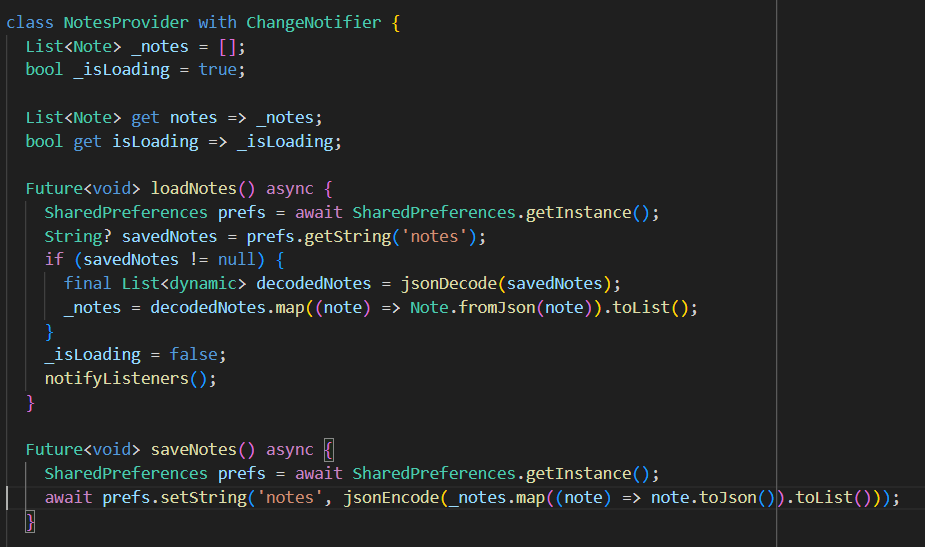 class NotesProvider with ChangeNotifier {
  List<Note> _notes = [];
  bool _isLoading = true;

  List<Note> get notes => _notes;
  bool get isLoading => _isLoading;

  Future<void> loadNotes() async {
    SharedPreferences prefs = await SharedPreferences.getInstance();
    String? savedNotes = prefs.getString('notes');
    if (savedNotes != null) {
      final List<dynamic> decodedNotes = jsonDecode(savedNotes);
      _notes = decodedNotes.map((note) => Note.fromJson(note)).toList();
    }
    _isLoading = false;
    notifyListeners();
  }

  Future<void> saveNotes() async {
    SharedPreferences prefs = await SharedPreferences.getInstance();
    await prefs.setString('notes', jsonEncode(_notes.map((note) => note.toJson()).toList()));
  }